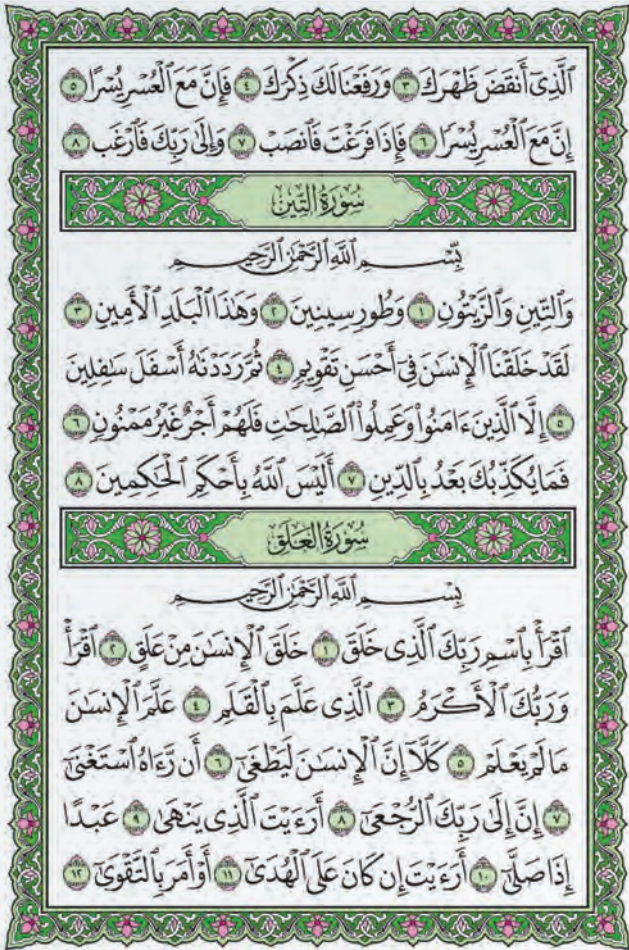 ٱلَّذِىٓ أَنقَضَ ظَهْرَكَ ٣ وَرَفَعْنَا لَكَ ذِكْرَكَ ٤ فَإِنَّ مَعَ ٱلْعُسْرِ يُسْرًا ٥
إِنَّ مَعَ ٱلْعُسْرِ يُسْرًا ٦ فَإِذَا فَرَغْتَ فَٱنصَبْ ٧ وَإِلَىٰ رَبِّكَ فَٱرْغَب ٨
سُورَةُ التِّينِ
بِّسْمِ ٱللَّهِ ٱلرَّحْمَٰنِ ٱلرَّحِيمِ
وَٱلتِّينِ وَٱلزَّيْتُونِ ١ وَطُورِ سِينِينَ ٢ وَهَٰذَا ٱلْبَلَدِ ٱلْأَمِينِ ٣
لَقَدْ خَلَقْنَا ٱلْإِنسَٰنَ فِىٓ أَحْسَنِ تَقْوِيمٍ ٤ ثُمَّ رَدَدْنَٰهُ أَسْفَلَ سَٰفِلِينَ
٥ إِلَّا ٱلَّذِينَ ءَامَنُوا۟ وَعَمِلُوا۟ ٱلصَّٰلِحَٰتِ فَلَهُمْ أَجْرٌ غَيْرُ مَمْنُونٍ ٦
فَمَا يُكَذِّبُكَ بَعْدُ بِٱلدِّينِ ٧ أَلَيْسَ ٱللَّهُ بِأَحْكَمِ ٱلْحَٰكِمِينَ ٨
سُورَةُ العَلَقِ
بِسْمِ ٱللَّهِ ٱلرَّحْمَٰنِ ٱلرَّحِيمِ
ٱقْرَأْ بِٱسْمِ رَبِّكَ ٱلَّذِى خَلَقَ ١ خَلَقَ ٱلْإِنسَٰنَ مِنْ عَلَقٍ ٢ ٱقْرَأْ
وَرَبُّكَ ٱلْأَكْرَمُ ٣ ٱلَّذِى عَلَّمَ بِٱلْقَلَمِ ٤ عَلَّمَ ٱلْإِنسَٰنَ
مَا لَمْ يَعْلَمْ ٥ كَلَّآ إِنَّ ٱلْإِنسَٰنَ لَيَطْغَىٰٓ ٦ أَن رَّءَاهُ ٱسْتَغْنَىٰٓ
٧ إِنَّ إِلَىٰ رَبِّكَ ٱلرُّجْعَىٰٓ ٨ أَرَءَيْتَ ٱلَّذِى يَنْهَىٰ ٩ عَبْدًا
إِذَا صَلَّىٰٓ ١٠ أَرَءَيْتَ إِن كَانَ عَلَى ٱلْهُدَىٰٓ ١١ أَوْ أَمَرَ بِٱلتَّقْوَىٰٓ ١٢